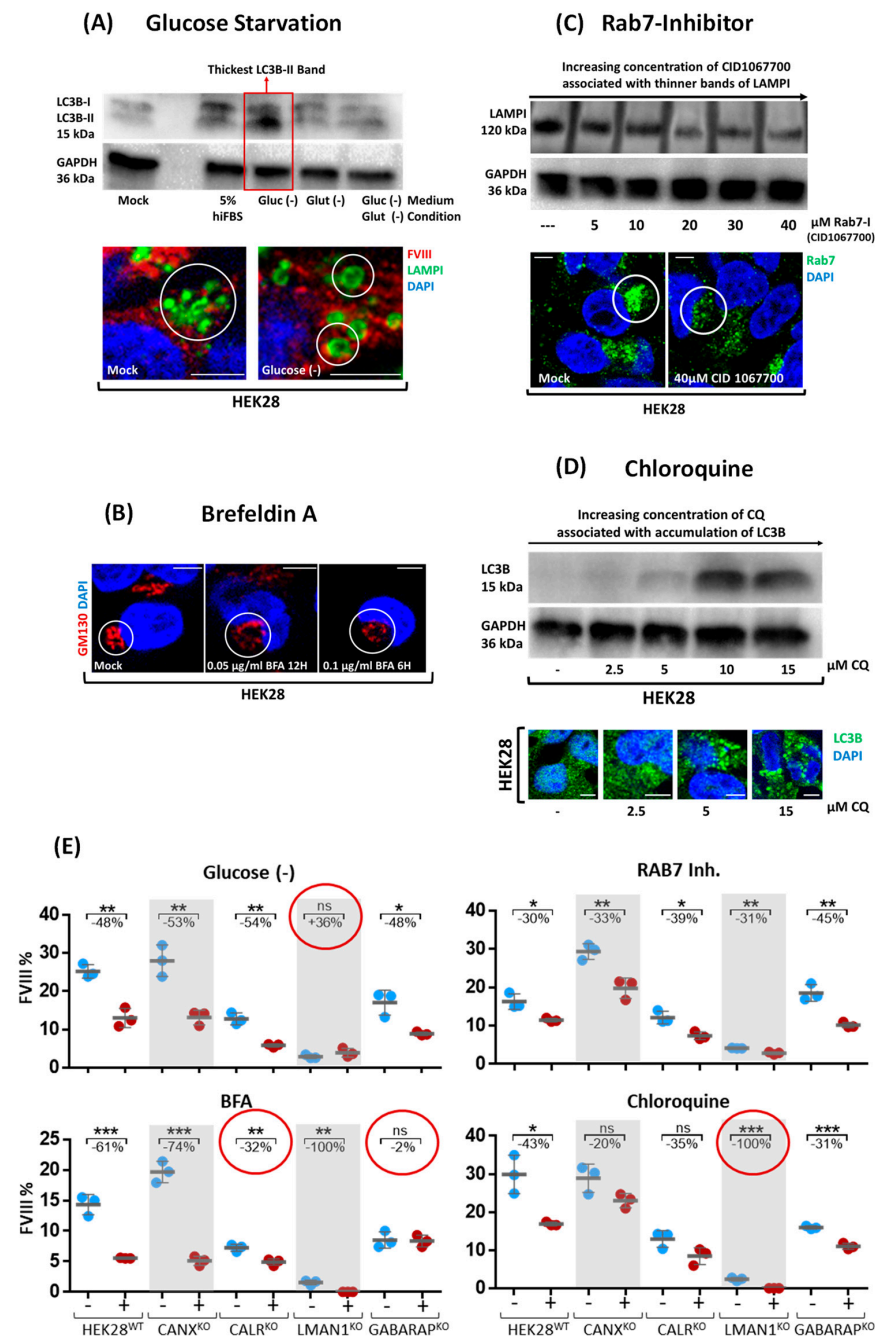 (A) Glucose Starvation
Thickest LC3B-II Band
LC3B-I
LC3B-II
15 kDa
GAPDH
36 kDa
Mock
5%
hiFBS
Gluc (-)
Glut (-)
Gluc (-)
Glut (-)
Medium
Condition
FVIII
LAMPI
DAPI
Mock
Glucose (-)
HEK28
(C) Rab7-Inhibitor
Increasing concentration of CID1067700
associated with thinner bands of LAMPI
LAMPI
120 kDa
GAPDH
36 kDa
--- 5 10 20 30 40 µM Rab7-I
(CID1067700)
Rab7
DAPI
Mock
40µM CID 1067700
HEK28
(B) Brefeldin A
GM130 DAPI
Mock
0.05 µg/ml BFA 12H
0.1 µg/ml BFA 6H
HEK28
(D) Chloroquine
Increasing concentration of CQ
associated with accumulation of LC3B
LC3B
15 kDa
GAPDH
36 kDa
- 2.5 5 10 15 µM CQ
HEK28
HEK28
LC3B
DAPI
- 2.5 5 15 µM CQ
(E)
Glucose (-)
** ** ** ns *
-48% -53% -54% +36% -48%
FVIII %
40
30
20
10
0
- + - + - + - + - +
RAB7 Inh.
* ** * ** **
-30% -33% -39% -31% -45%
FVIII %
40
30
20
10
0
- + - + - + - + - +
BFA
*** *** ** ** ns
-61% -74% -32% -100% -2%
FVIII %
25
20
15
10
5
0
- + - + - + - + - +
HEK28WT CANXKO CALRKO LMAN1KO GABARAPKO
Chloroquine
* ns ns *** ***
-43% -20% -35% -100% -31%
FVIII %
40
30
20
10
0
- + - + - + - + - +
HEK28WT CANXKO CALRKO LMAN1KO GABARAPKO